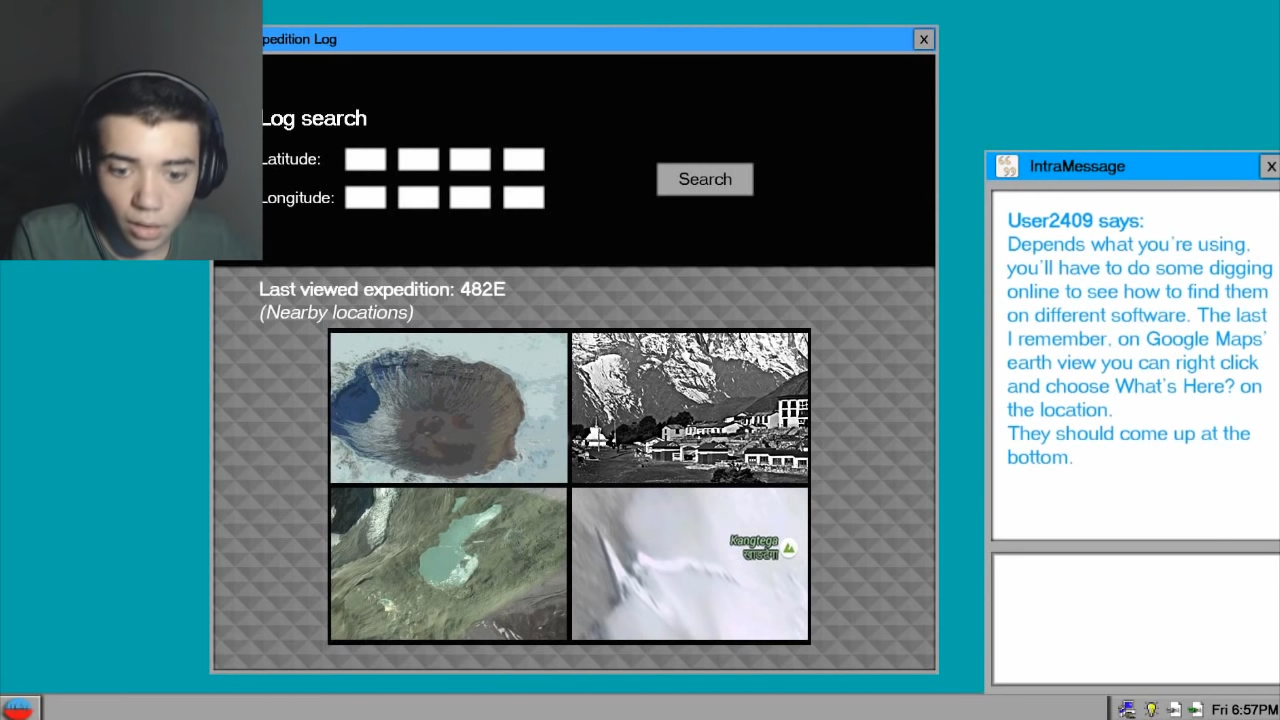 pedition Log
Log search
Latitude:
Longitude:
Search
Last viewed expedition: 482E
(Nearby locations)
Kangtega
खाङटेगा
IntraMessage
User2409 says:
Depends what you're using,
you'll have to do some digging
online to see how to find them
on different software. The last
I remember, on Google Maps'
earth view you can right click
and choose What's Here? on
the location.
They should come up at the
bottom.
Fri 6:57PM